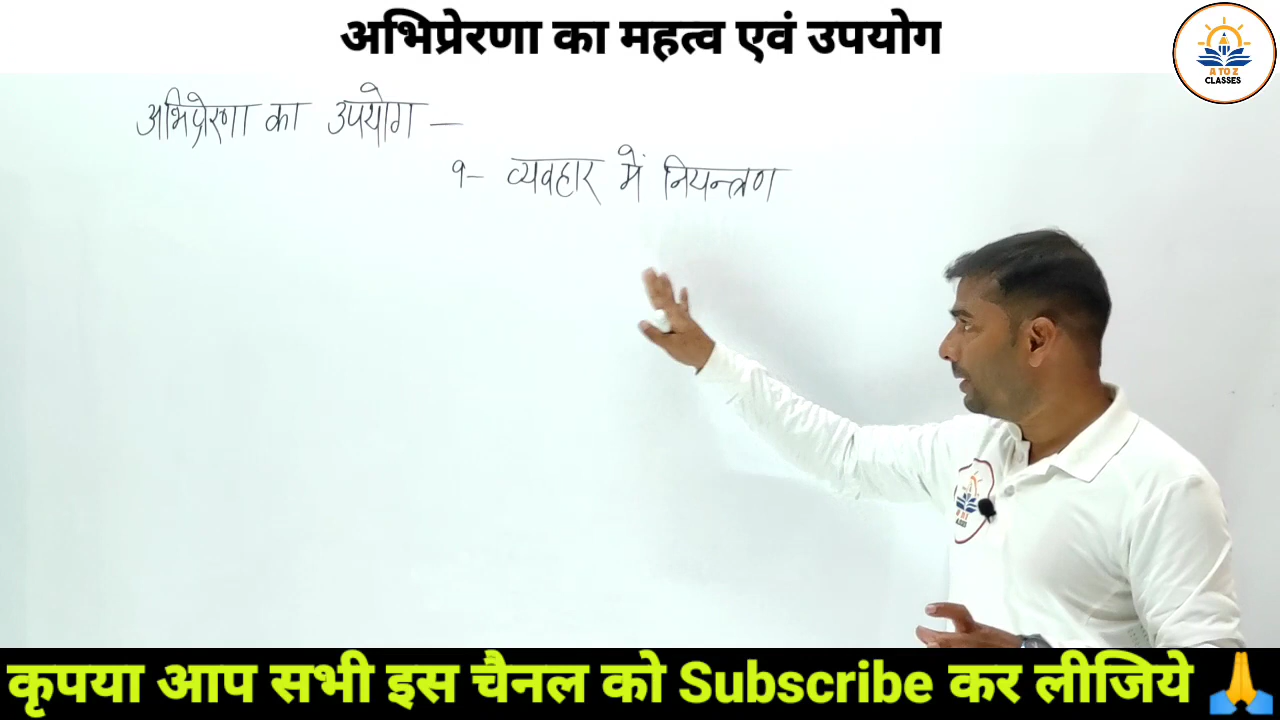 अभिप्रेरणा का महत्व एवं उपयोग
A TO Z
CLASSES
अभिप्रेरणा का उपयोग –
१– व्यवहार में नियन्त्रण
कृपया आप सभी इस चैनल को Subscribe कर लीजिये 🙏